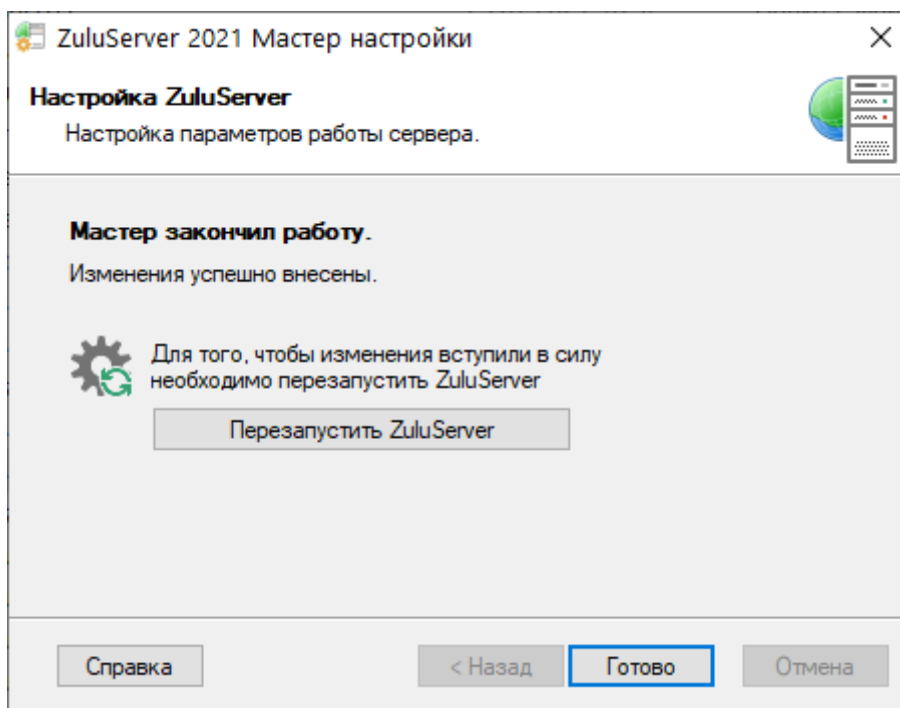 ZuluServer 2021 Мастер настройки
Настройка ZuluServer
Настройка параметров работы сервера.
Мастер закончил работу.
Изменения успешно внесены.
Для того, чтобы изменения вступили в силу
необходимо перезапустить ZuluServer
Перезапустить ZuluServer
Справка
< Назад
Готово
Отмена